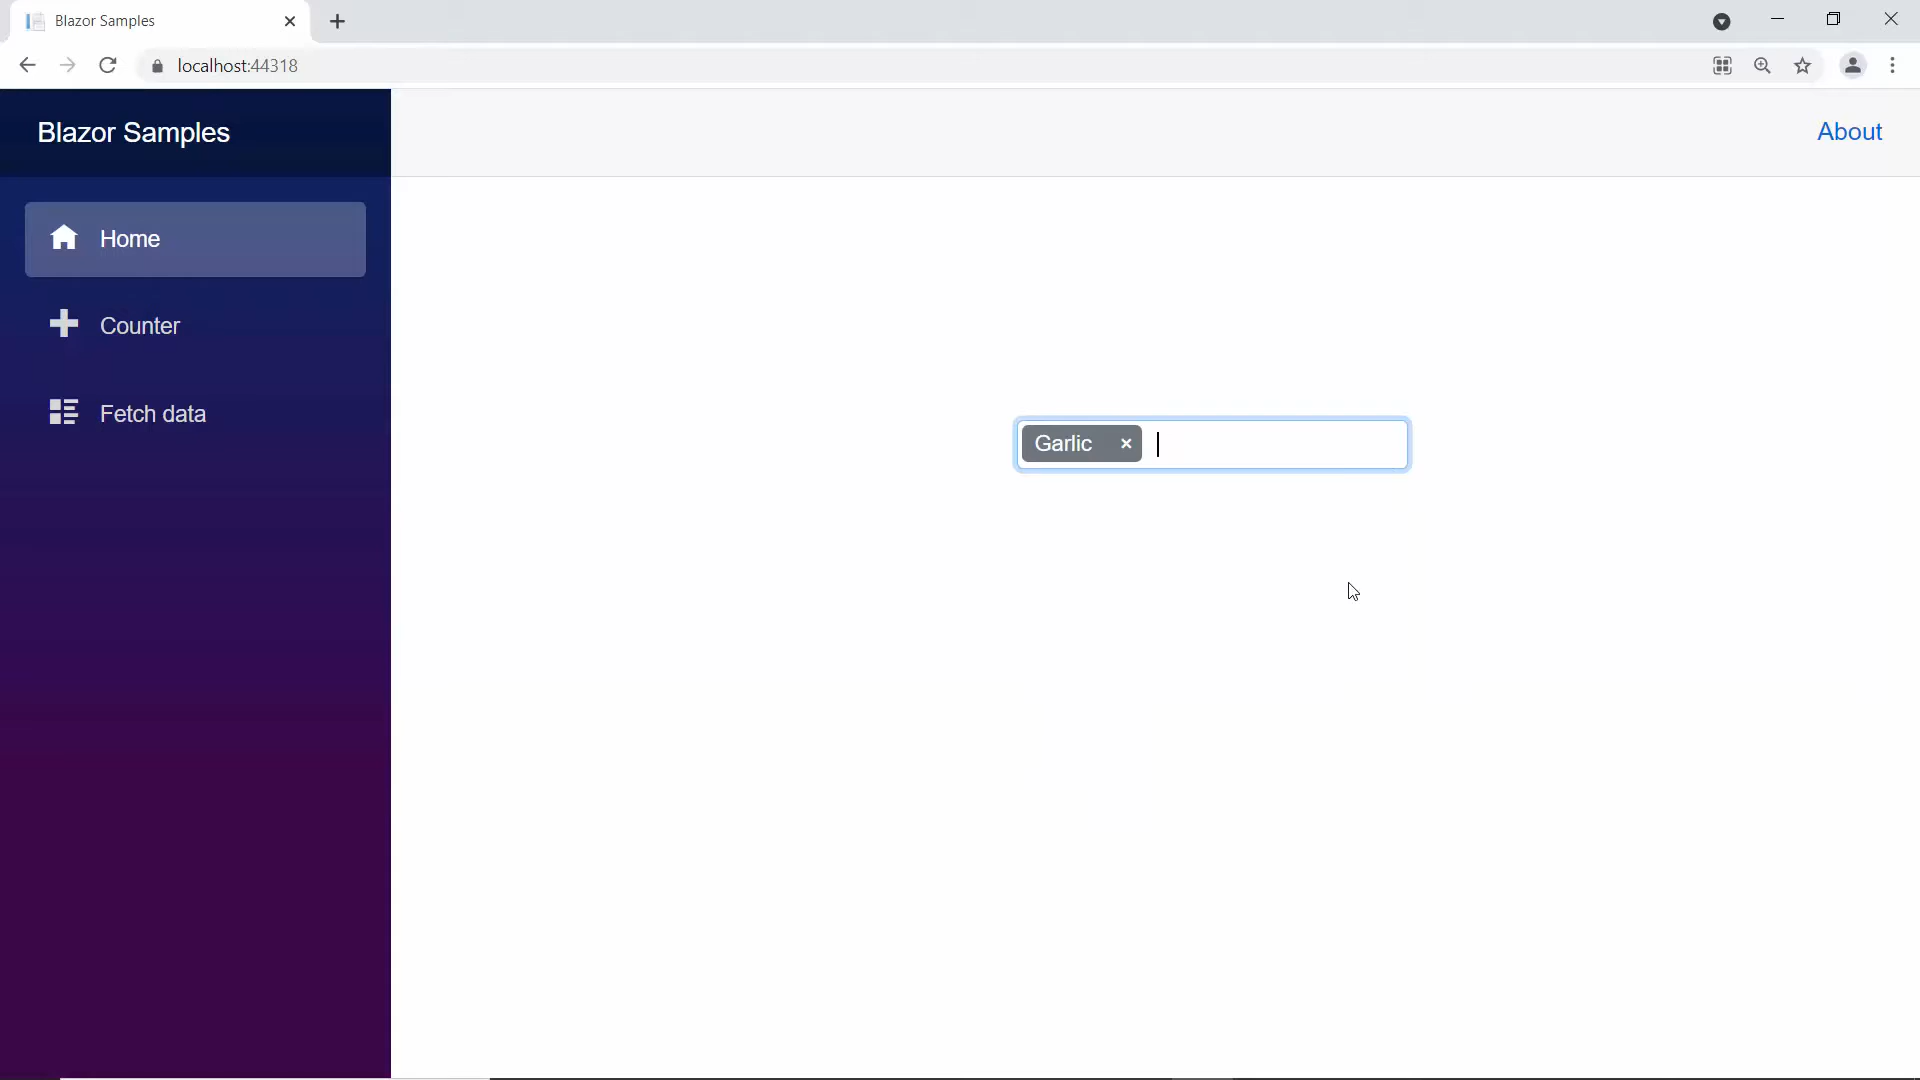 Blazor Samples
localhost:44318
Blazor Samples
About
Home
Counter
Fetch data
Garlic